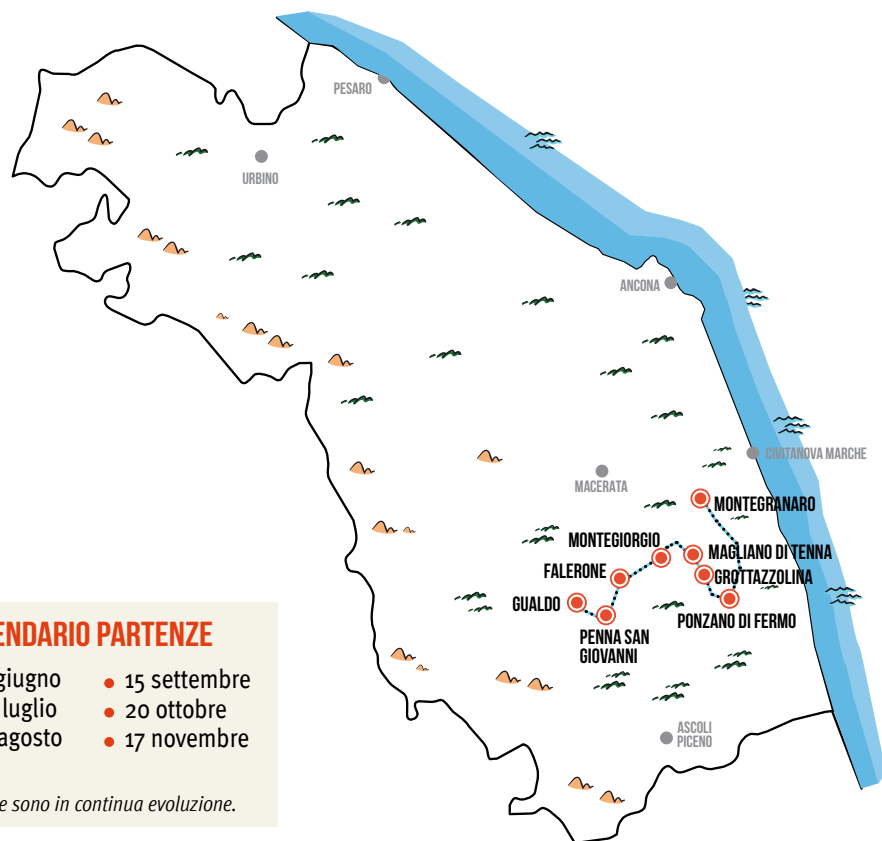 PESARO
URBINO
ANCONA
CIVITANOVA MARCHE
MACERATA
MONTEGRANARO
MONTEGIORGIO
MAGLIANO DI TENNA
FALERONE
GROTTAZZOLINA
GUALDO
PONZANO DI FERMO
PENNA SAN
GIOVANNI
ASCOLI
PICENO
ENDARIO PARTENZE
giugno
luglio
agosto
• 15 settembre
• 20 ottobre
• 17 novembre
e sono in continua evoluzione.